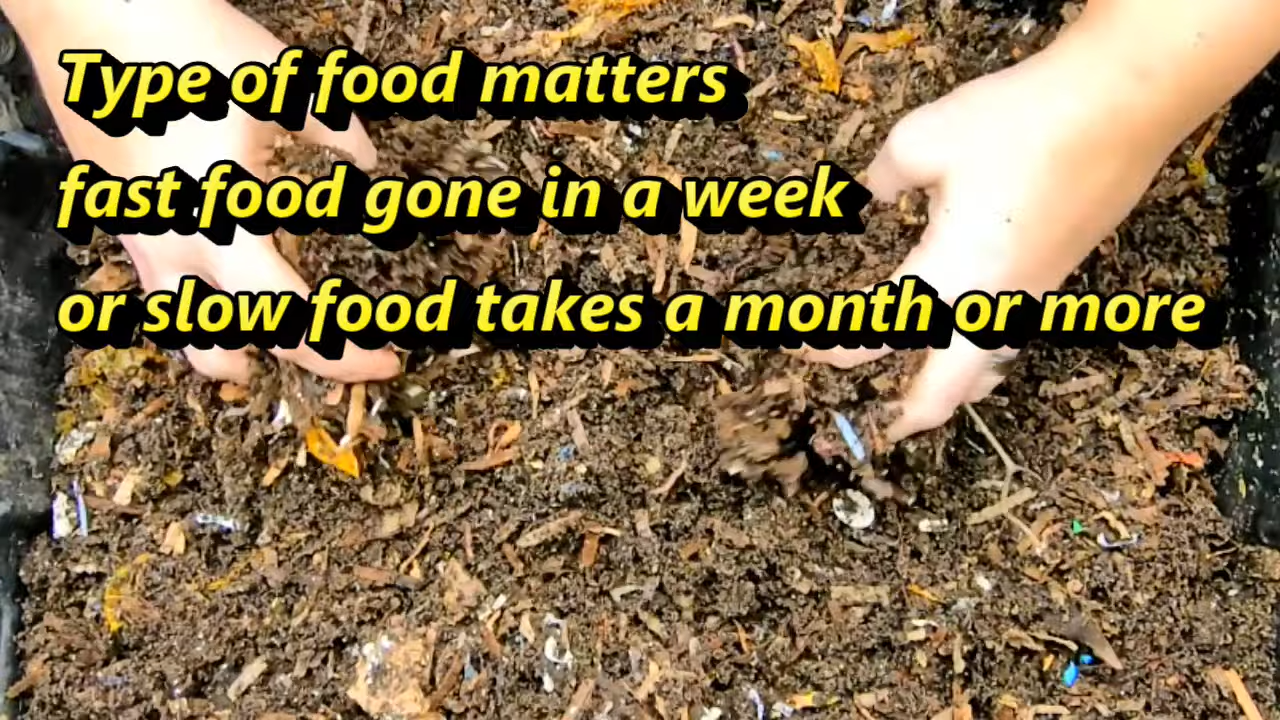 Type of food matters
fast food gone in a week
or slow food takes a month or more